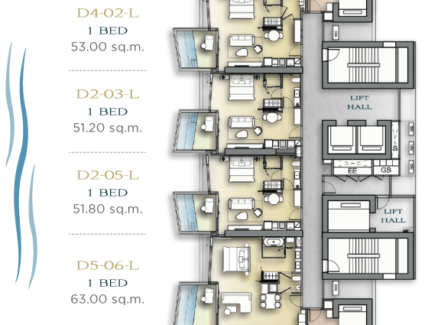 D4-02-L
1 BED
53.00 sq.m.
D2-03-L
1 BED
51.20 sq.m.
D2-05-L
1 BED
51.80 sq.m.
D5-06-L
1 BED
63.00 sq.m.
LIFT
HALL
EE
GB
LIFT
HALL